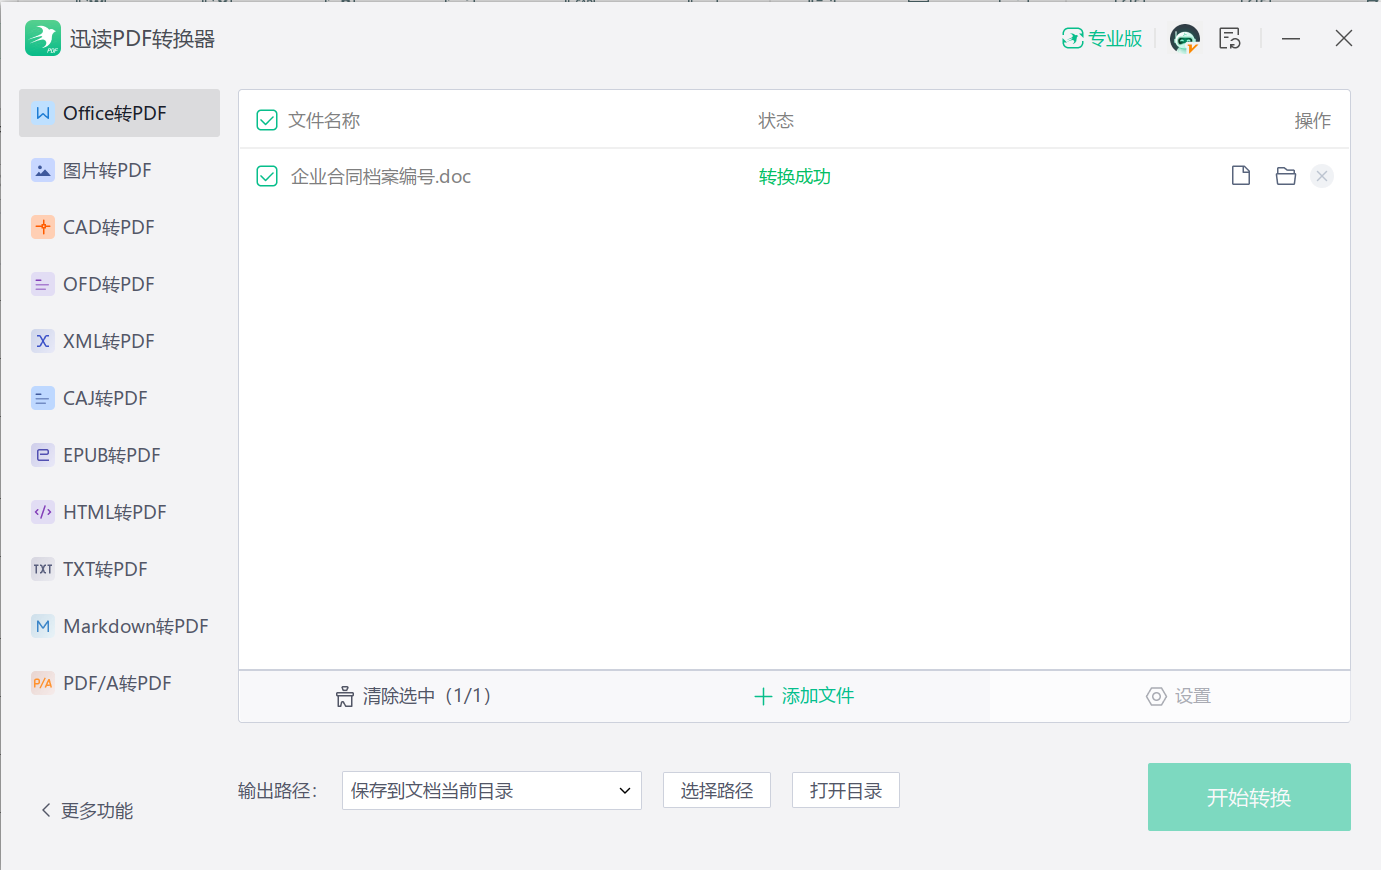 迅读PDF转换器
专业版
Office转PDF
图片转PDF
CAD转PDF
OFD转PDF
XML转PDF
CAJ转PDF
EPUB转PDF
HTML转PDF
TXT TXT转PDF
M Markdown转PDF
P/A PDF/A转PDF
更多功能
文件名称 状态 操作
企业合同档案编号.doc 转换成功
清除选中（1/1） 添加文件 设置
输出路径： 保存到文档当前目录 选择路径 打开目录
开始转换